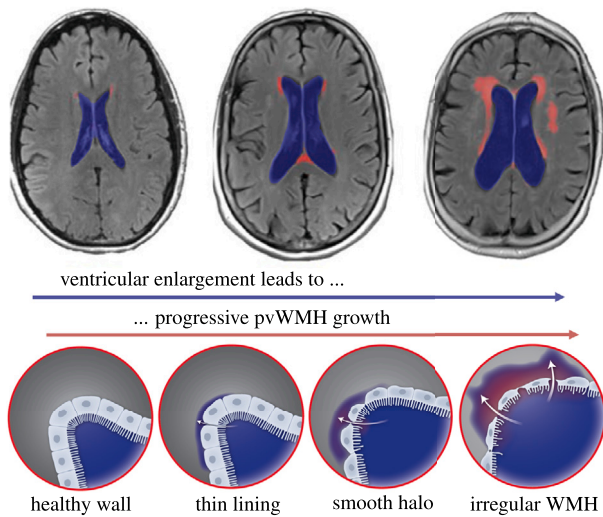 ventricular enlargement leads to ...
... progressive pvWMH growth
healthy wall
thin lining
smooth halo
irregular WMH